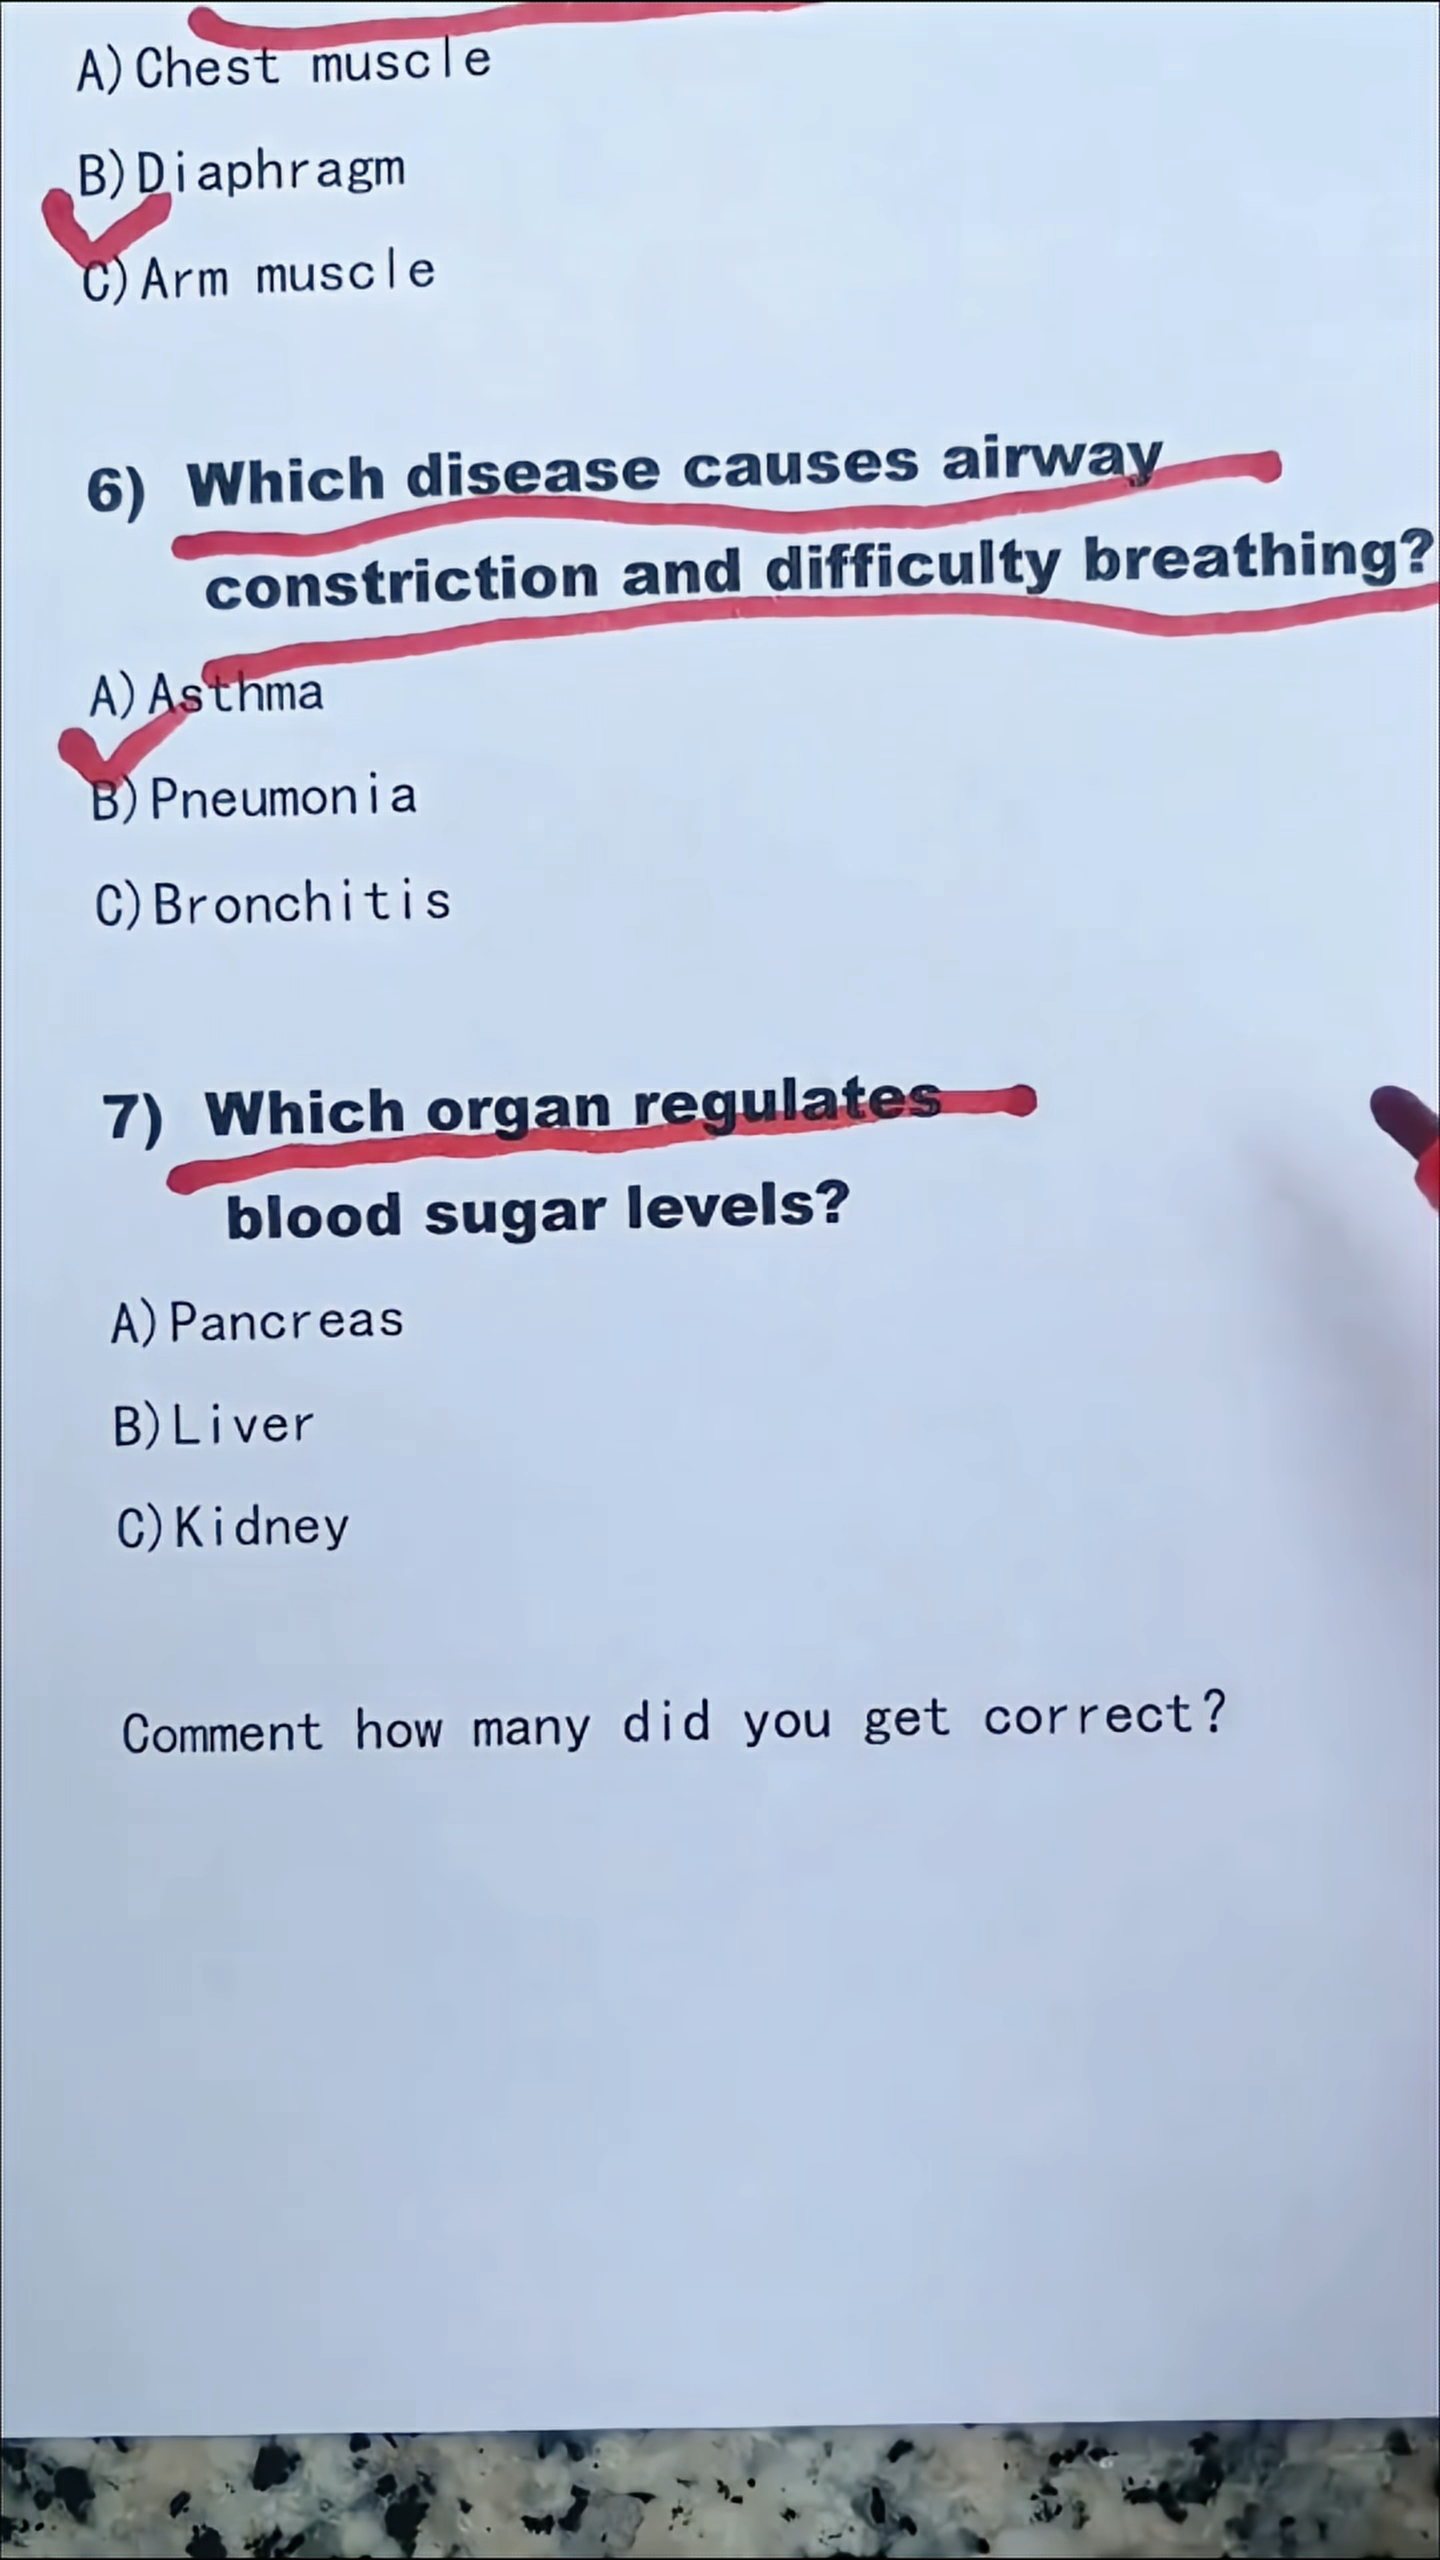 A)Chest muscle
B)Diaphragm
C)Arm muscle
6) Which disease causes airway
constriction and difficulty breathing?
A)Asthma
B)Pneumonia
C)Bronchitis
7) Which organ regulates
blood sugar levels?
A)Pancreas
B)Liver
C)Kidney
Comment how many did you get correct?